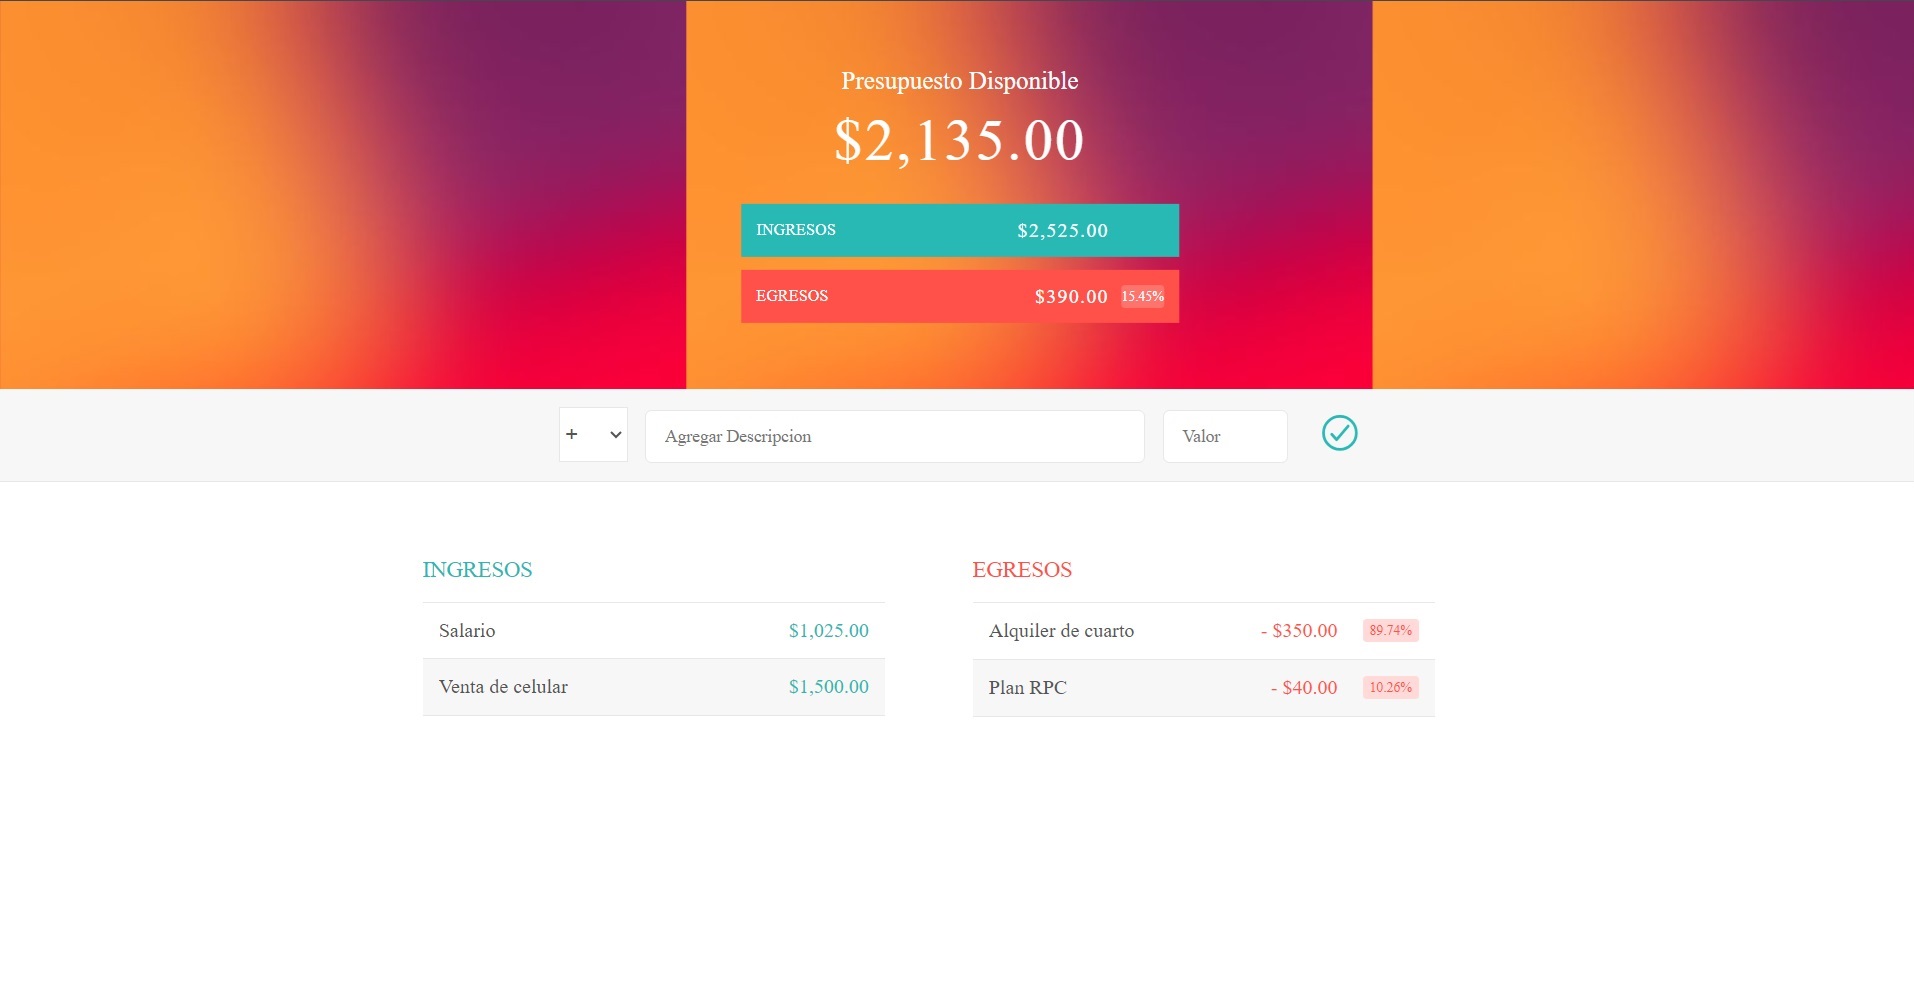 Presupuesto Disponible
$2,135.00
INGRESOS $2,525.00
EGRESOS $390.00 15.45%
+ Agregar Descripcion Valor
INGRESOS
Salario $1,025.00
Venta de celular $1,500.00
EGRESOS
Alquiler de cuarto - $350.00 89.74%
Plan RPC - $40.00 10.26%